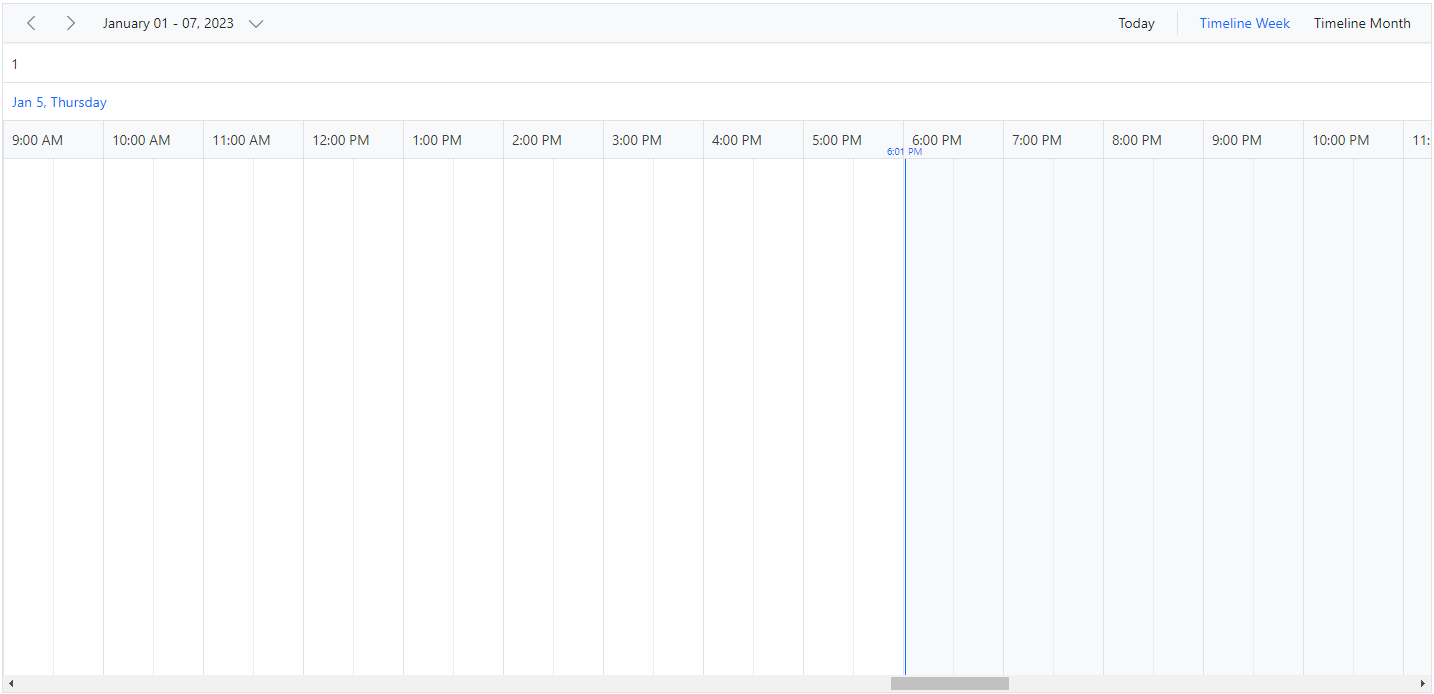 January 01 - 07, 2023 Today Timeline Week Timeline Month
1
Jan 5, Thursday
9:00 AM 10:00 AM 11:00 AM 12:00 PM 1:00 PM 2:00 PM 3:00 PM 4:00 PM 5:00 PM 6:00 PM 7:00 PM 8:00 PM 9:00 PM 10:00 PM 11:
6:01 PM